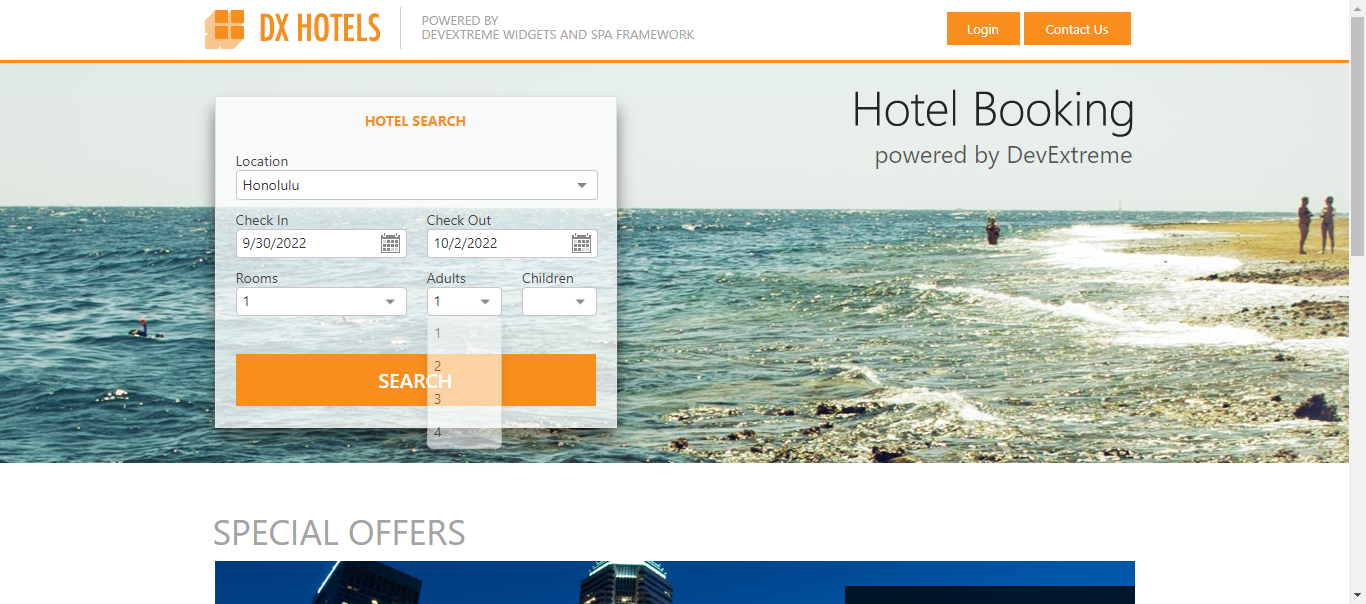 DX HOTELS
POWERED BY
DEVEXTREME WIDGETS AND SPA FRAMEWORK
Login
Contact Us
Hotel Booking
powered by DevExtreme
HOTEL SEARCH
Location
Honolulu
Check In
Check Out
9/30/2022
10/2/2022
Rooms
Adults
Children
1
1
1
2
3
4
SEARCH
SPECIAL OFFERS